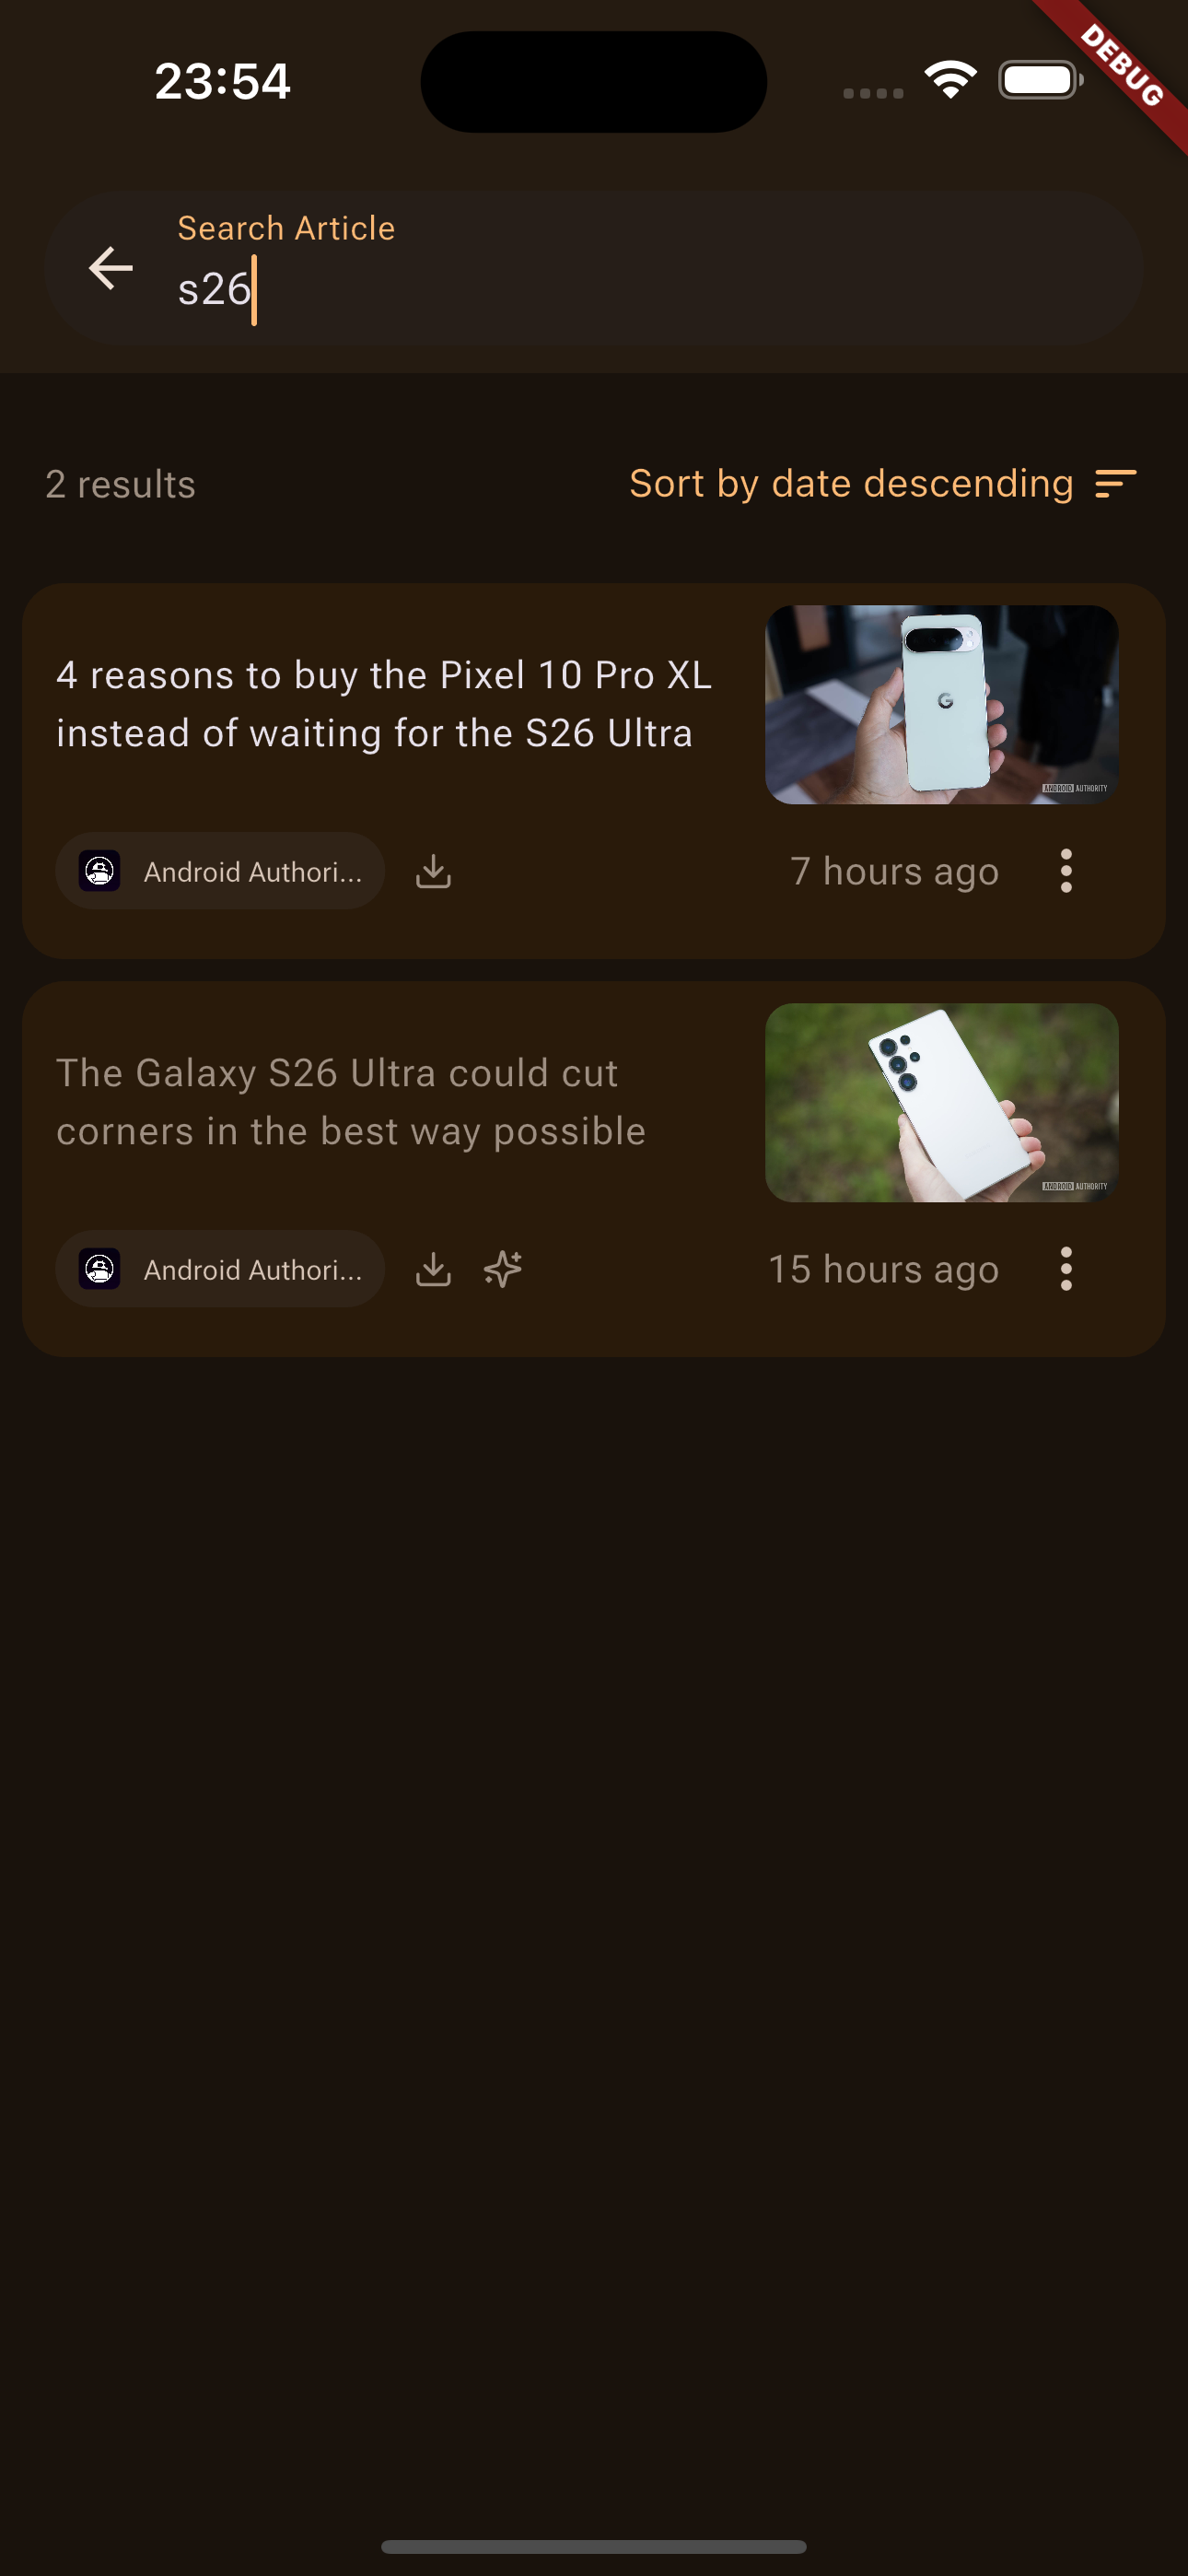 23:54
DEBUG
Search Article
s26
2 results
Sort by date descending
4 reasons to buy the Pixel 10 Pro XL
instead of waiting for the S26 Ultra
ANDROID AUTHORITY
Android Authori...
7 hours ago
The Galaxy S26 Ultra could cut
corners in the best way possible
ANDROID AUTHORITY
Android Authori...
15 hours ago